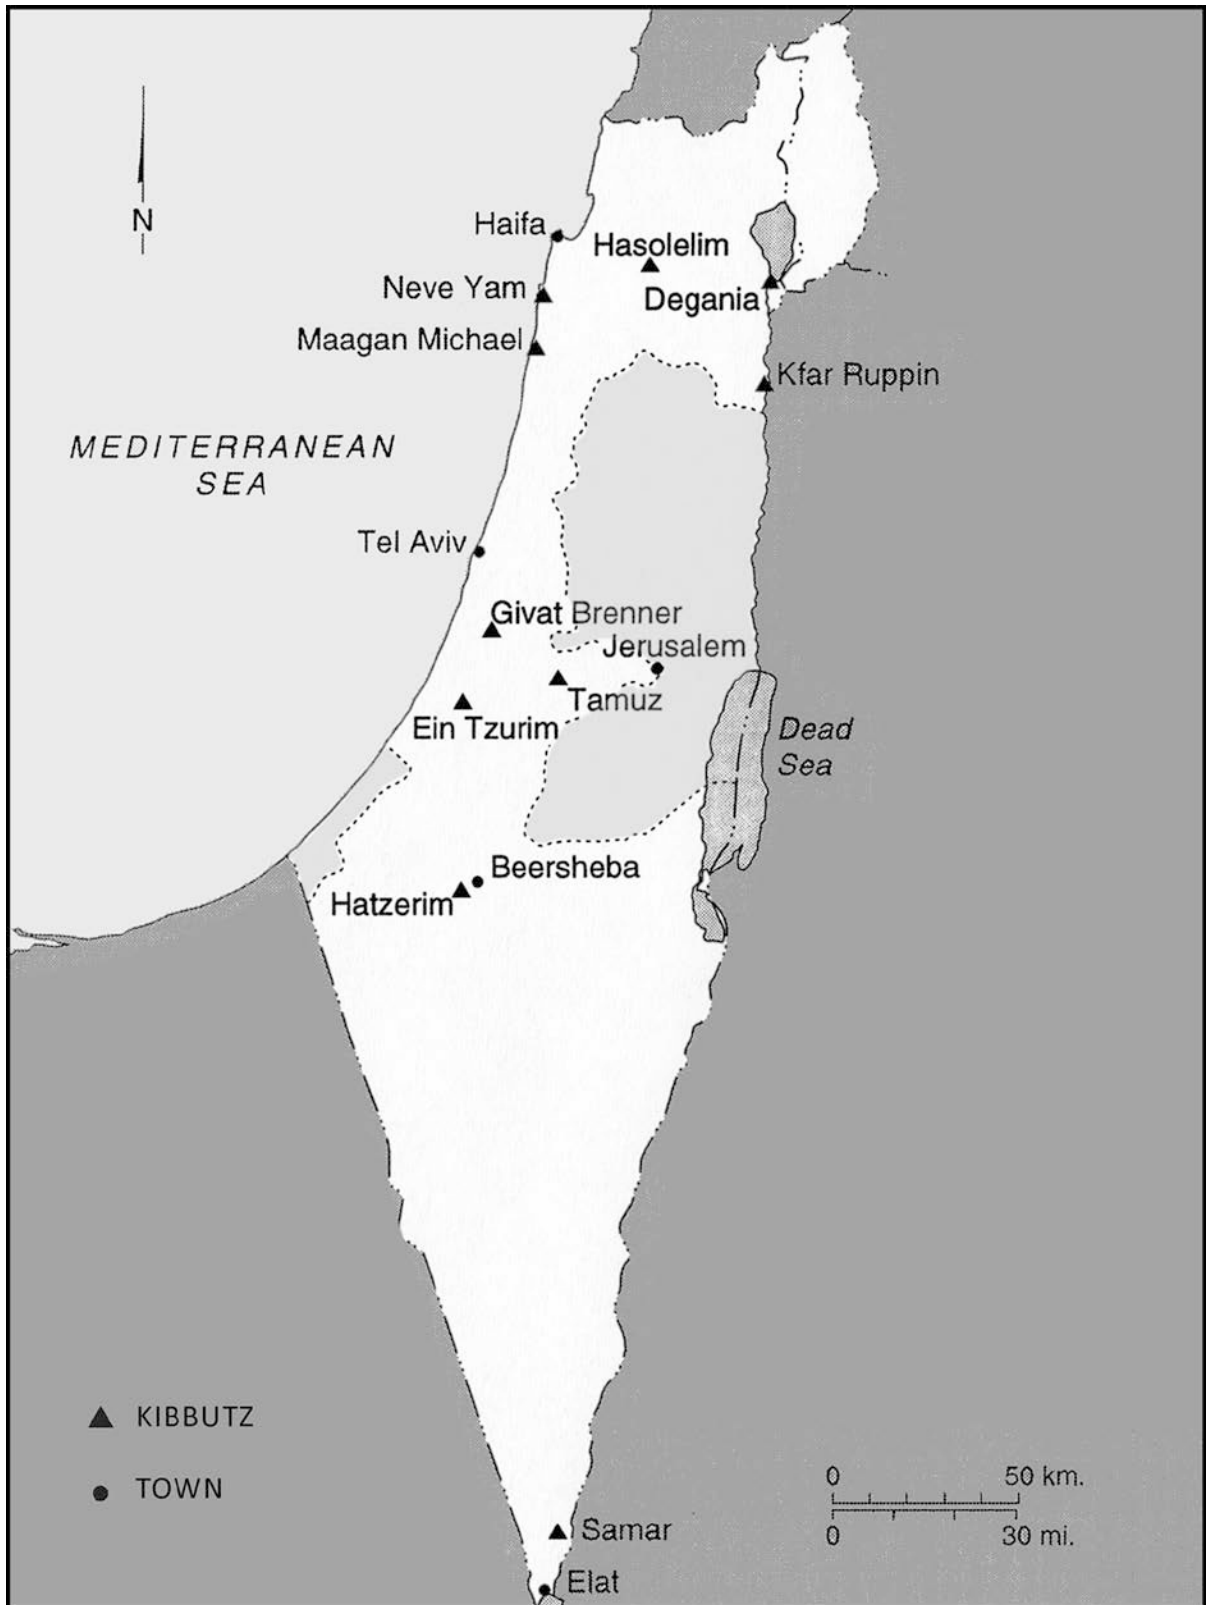 N
Haifa
Hasolelim
Neve Yam
Degania
Maagan Michael
Kfar Ruppin
MEDITERRANEAN
SEA
Tel Aviv
Givat Brenner
Jerusalem
Tamuz
Ein Tzurim
Dead
Sea
Beersheba
Hatzerim
KIBBUTZ
TOWN
0 50 km.
0 30 mi.
Samar
Elat